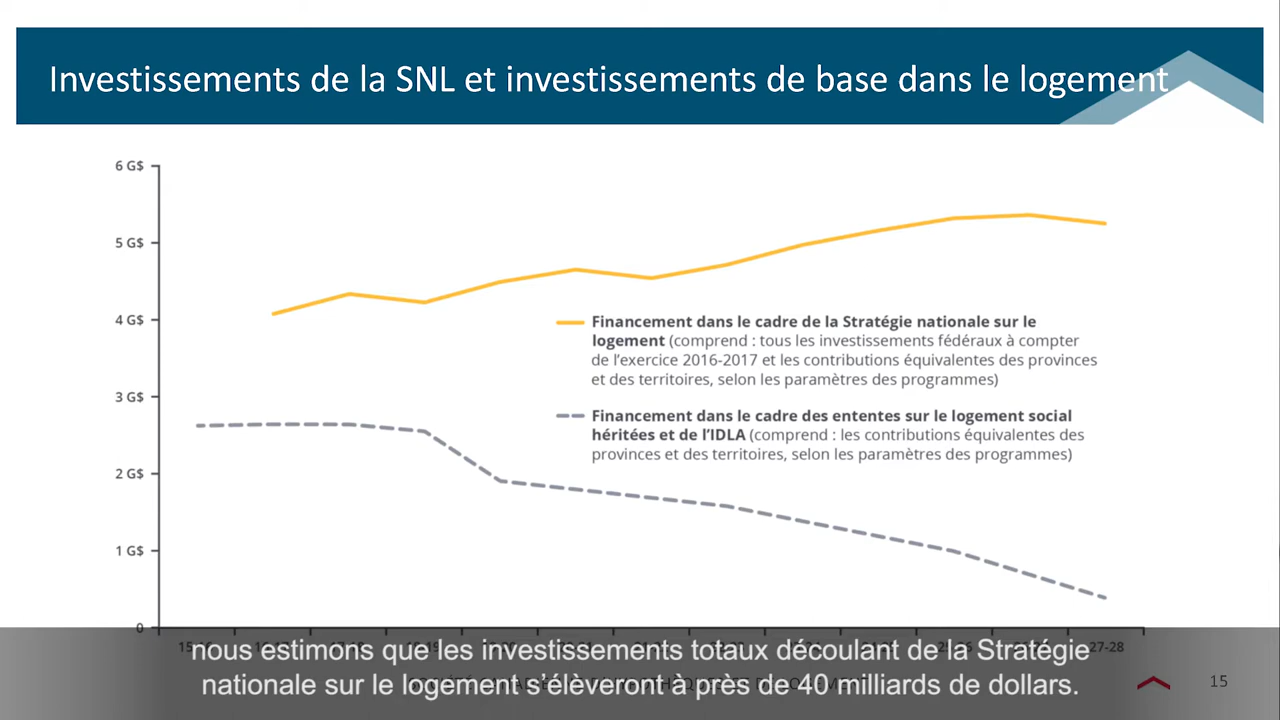 Investissements de la SNL et investissements de base dans le logement
6 G$
5 G$
4 G$
3 G$
2 G$
1 G$
0
Financement dans le cadre de la Stratégie nationale sur le
logement (comprend : tous les investissements fédéraux à compter
de l’exercice 2016-2017 et les contributions équivalentes des provinces
et des territoires, selon les paramètres des programmes)
Financement dans le cadre des ententes sur le logement social
héritées et de l’IDLA (comprend : les contributions équivalentes des
provinces et des territoires, selon les paramètres des programmes)
27-28
nous estimons que les investissements totaux découlant de la Stratégie
nationale sur le logement s’élèveront à près de 40 milliards de dollars.
15